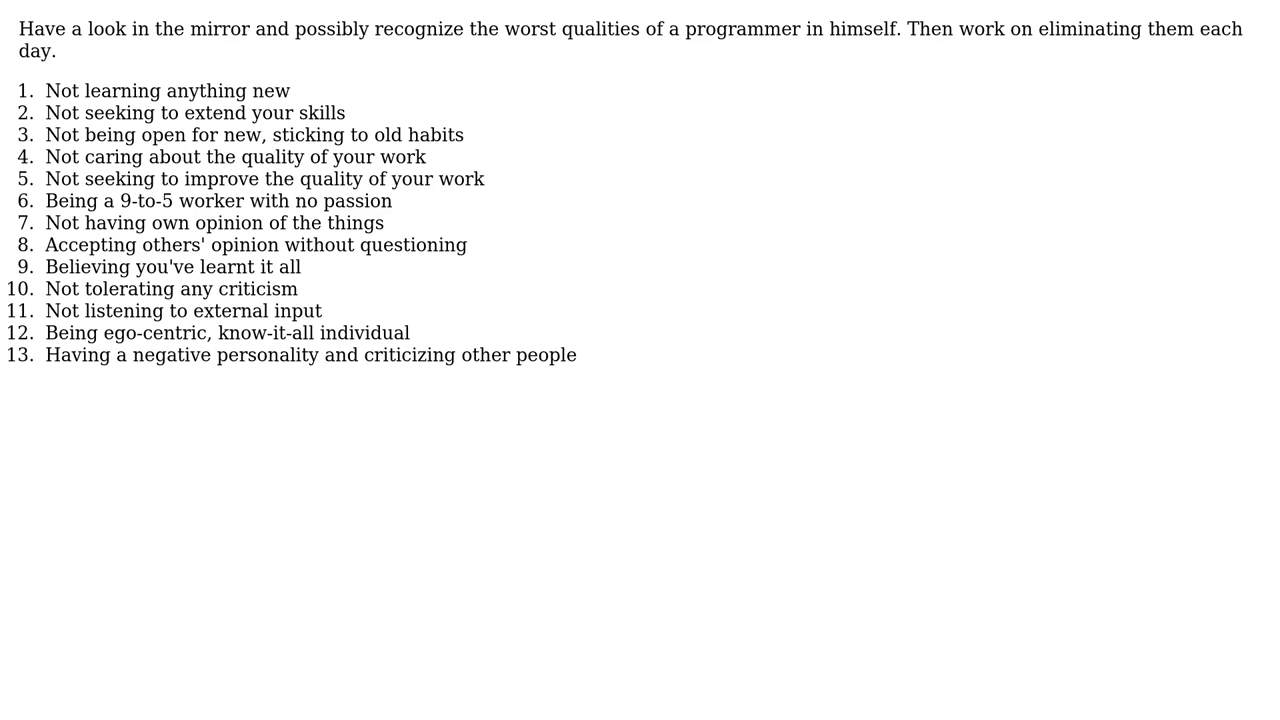 Have a look in the mirror and possibly recognize the worst qualities of a programmer in himself. Then work on eliminating them each
day.
1. Not learning anything new
2. Not seeking to extend your skills
3. Not being open for new, sticking to old habits
4. Not caring about the quality of your work
5. Not seeking to improve the quality of your work
6. Being a 9-to-5 worker with no passion
7. Not having own opinion of the things
8. Accepting others' opinion without questioning
9. Believing you've learnt it all
10. Not tolerating any criticism
11. Not listening to external input
12. Being ego-centric, know-it-all individual
13. Having a negative personality and criticizing other people